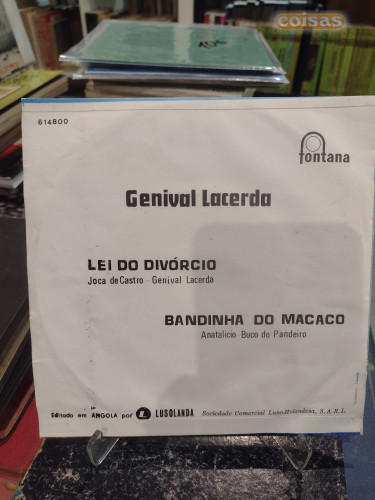 coisas
614800
fontana
Genival Lacerda
LEI DO DIVÓRCIO
Joca de Castro - Genival Lacerda
BANDINHA DO MACACO
Anatalicio Buco do Pandeiro
Editado em ANGOLA por L LUSOLANDA Sociedade Comercial Luso-Holandesa, S.A.R.L.